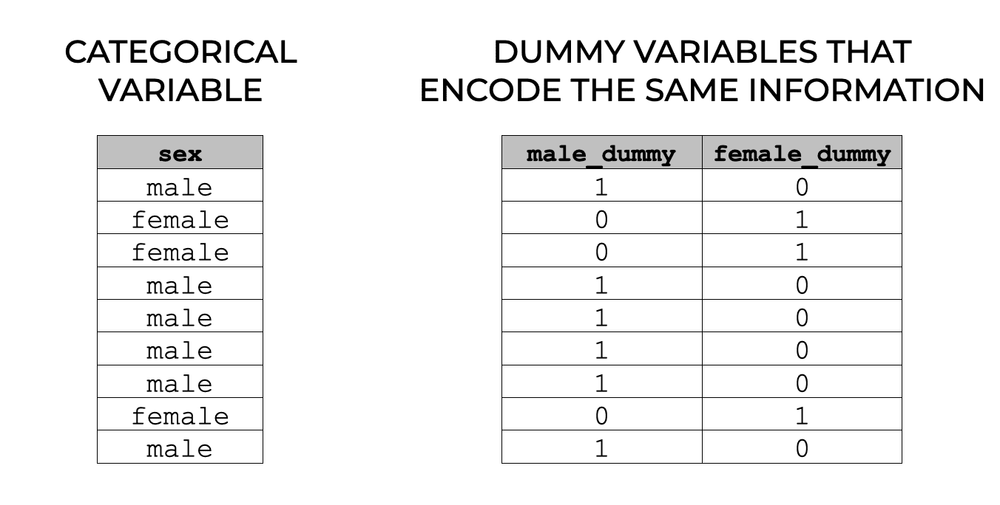 CATEGORICAL
VARIABLE
sex
male
female
female
male
male
male
male
female
male
DUMMY VARIABLES THAT
ENCODE THE SAME INFORMATION
male_dummy female_dummy
1 0
0 1
0 1
1 0
1 0
1 0
1 0
0 1
1 0